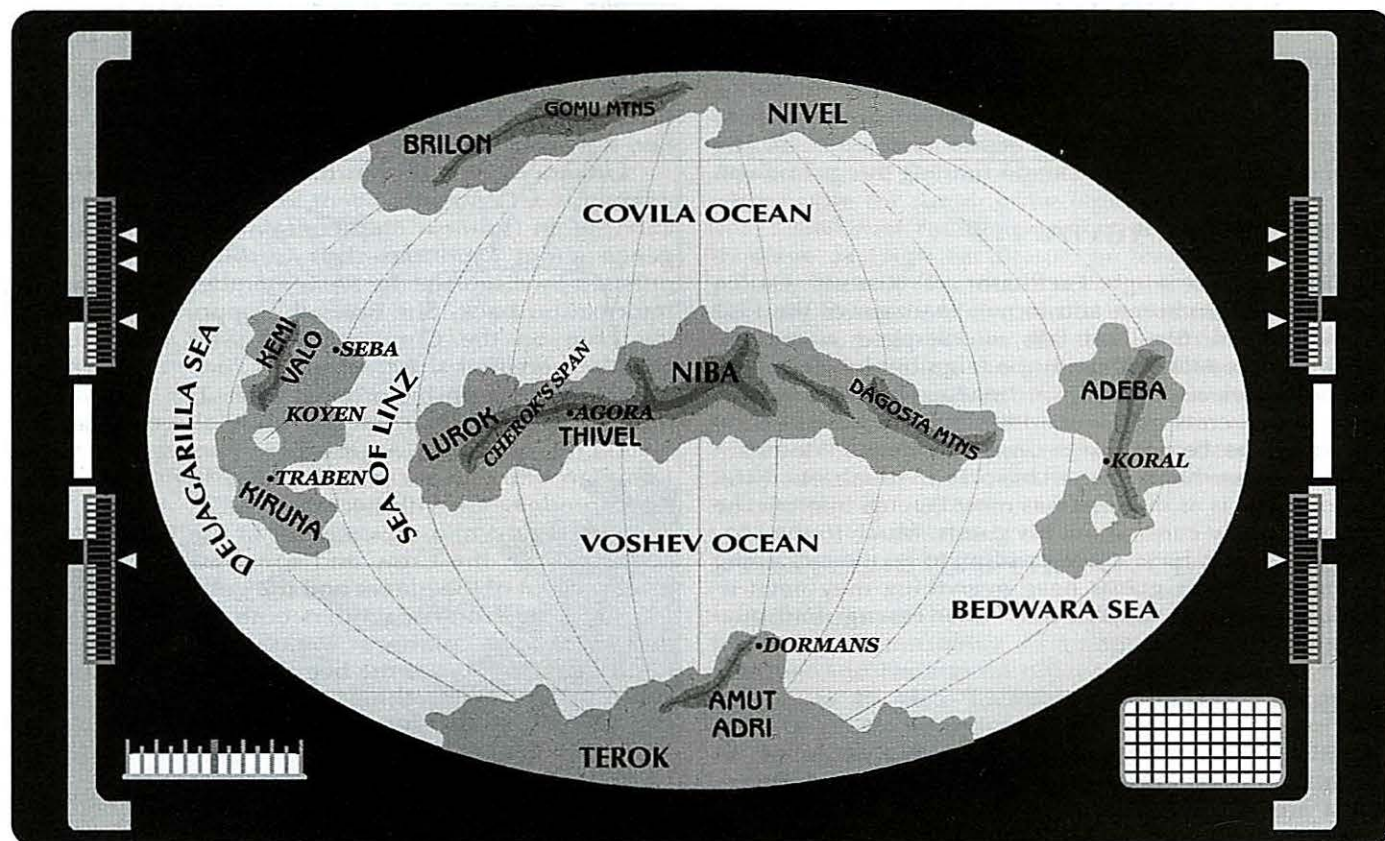 GOMU MTNS
BRILON
NIVEL
COVILA OCEAN
DEUAGARILLA SEA
KEMI
VALO
SEBA
KOYEN
TRABEN
KIRUNA
SEA OF LINZ
LUROK
CHEROK'S SPAN
AGORA
THIVEL
NIBA
DAGOSTA MTNS
ADEBA
KORAL
VOSHEV OCEAN
BEDWARA SEA
DORMANS
AMUT
ADRI
TEROK